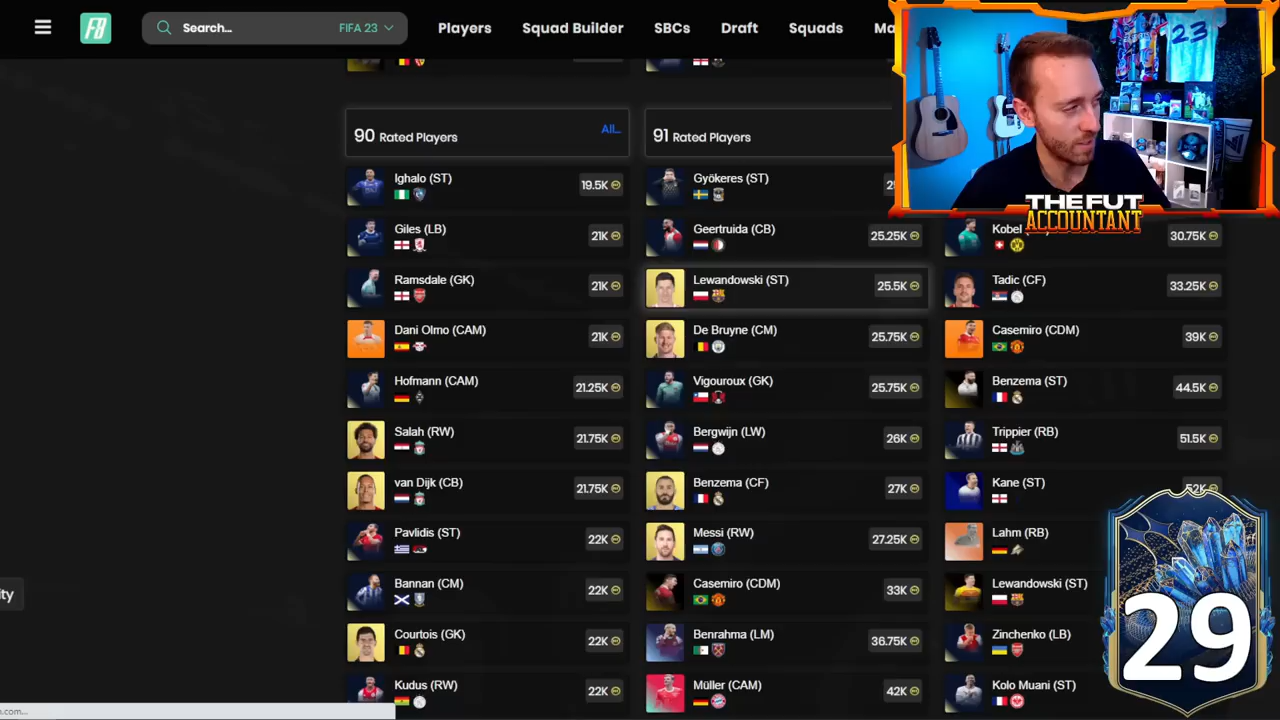 Search... FIFA 23 Players Squad Builder SBCs Draft Squads Ma
23
90 Rated Players All...
Ighalo (ST) 19.5K
Giles (LB) 21K
Ramsdale (GK) 21K
Dani Olmo (CAM) 21K
Hofmann (CAM) 21.25K
Salah (RW) 21.75K
van Dijk (CB) 21.75K
Pavlidis (ST) 22K
Bannan (CM) 22K
Courtois (GK) 22K
Kudus (RW) 22K
91 Rated Players
Gyökeres (ST)
Geertruida (CB) 25.25K
Lewandowski (ST) 25.5K
De Bruyne (CM) 25.75K
Vigouroux (GK) 25.75K
Bergwijn (LW) 26K
Benzema (CF) 27K
Messi (RW) 27.25K
Casemiro (CDM) 33K
Benrahma (LM) 36.75K
Müller (CAM) 42K
THE FUT
ACCOUNTANT
Kobel 30.75K
Tadic (CF) 33.25K
Casemiro (CDM) 39K
Benzema (ST) 44.5K
Trippier (RB) 51.5K
Kane (ST) 52K
Lahm (RB)
Lewandowski (ST)
Zinchenko (LB)
Kolo Muani (ST)
29
ity
n.com...